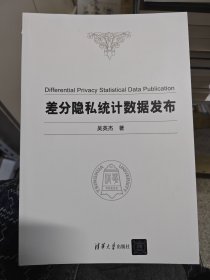 Differential Privacy Statistical Data Publication
差分隐私统计数据发布
吴英杰 著
清华大学出版社